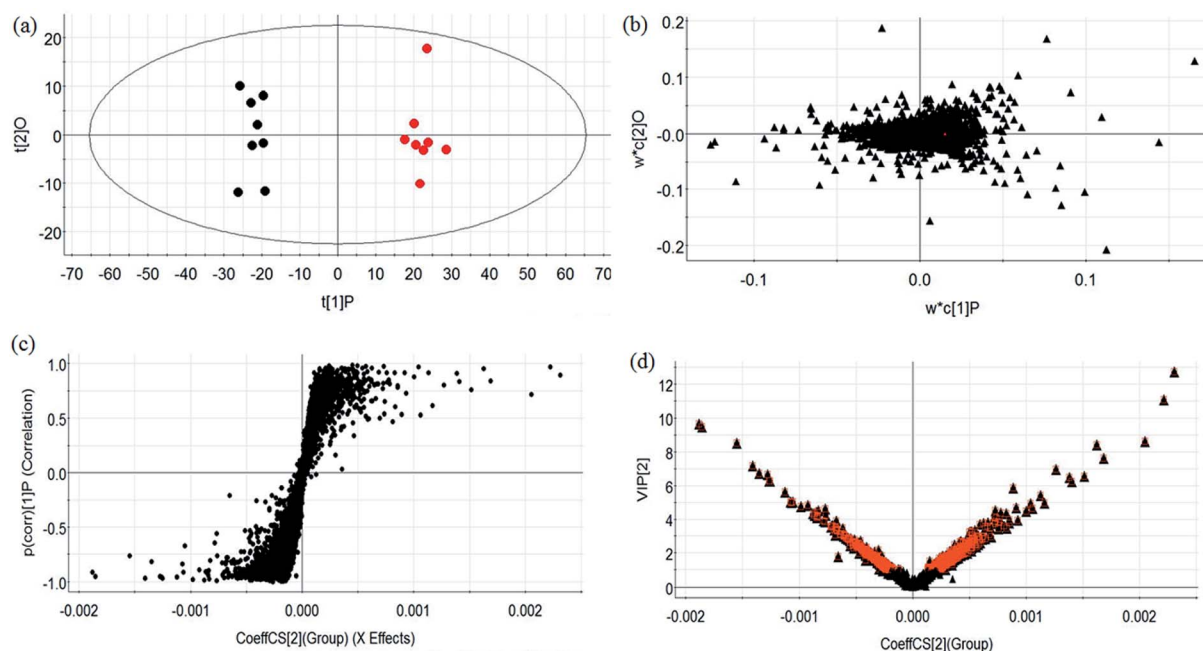 (a)
20
10
0
-10
-20
t[2]O
-70 -60 -50 -40 -30 -20 -10 0 10 20 30 40 50 60 70
t[1]P
(b)
0.2
0.1
-0.0
-0.1
-0.2
w*c[2]O
-0.1 0.0 0.1
w*c[1]P
(c)
1.0
0.5
0.0
-0.5
-1.0
p(corr)[1]P (Correlation)
-0.002 -0.001 0.000 0.001 0.002
CoeffCS[2](Group) (X Effects)
(d)
12
10
8
6
4
2
0
VIP[2]
-0.002 -0.001 0.000 0.001 0.002
CoeffCS[2](Group)